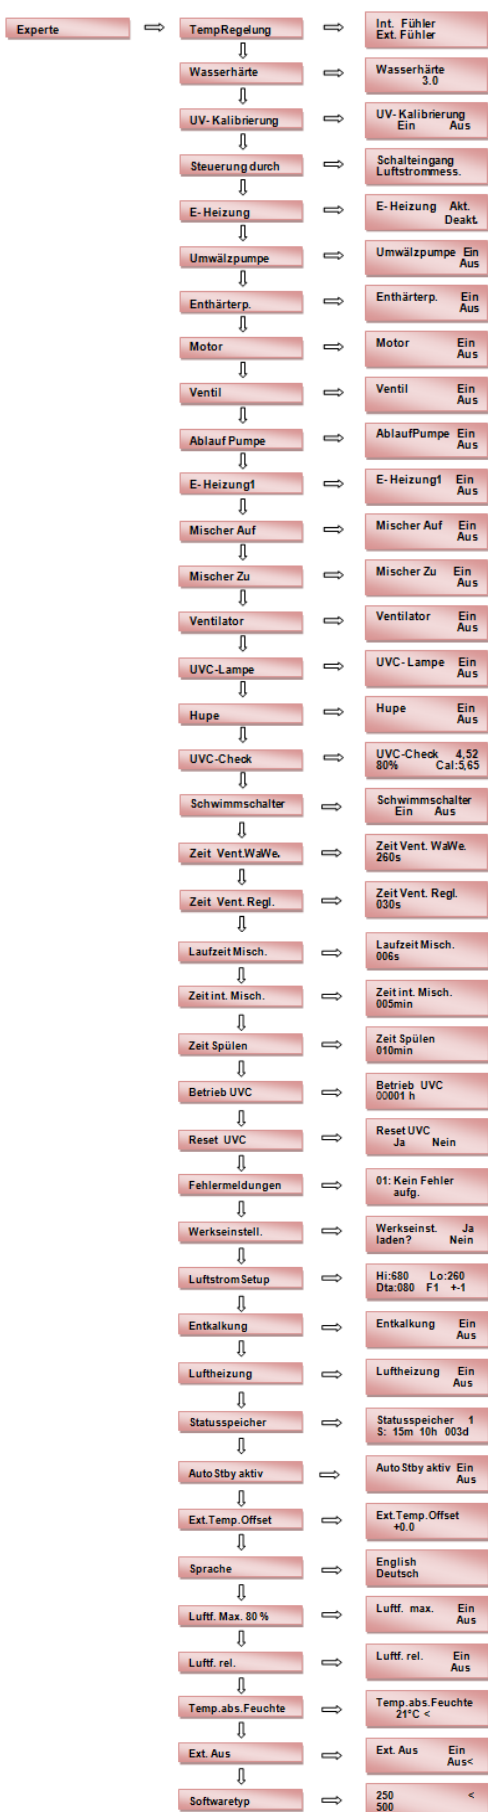 Experte
TempRegelung
Int. Fühler
Ext. Fühler
Wasserhärte
Wasserhärte
3.0
UV- Kalibrierung
UV- Kalibrierung
Ein Aus
Steuerung durch
Schalteingang
Luftstrommess.
E- Heizung
E- Heizung Akt.
Deakt.
Umwälzpumpe
Umwälzpumpe Ein
Aus
Enthärterp.
Enthärterp. Ein
Aus
Motor
Motor Ein
Aus
Ventil
Ventil Ein
Aus
Ablauf Pumpe
AblaufPumpe Ein
Aus
E- Heizung1
E- Heizung1 Ein
Aus
Mischer Auf
Mischer Auf Ein
Aus
Mischer Zu
Mischer Zu Ein
Aus
Ventilator
Ventilator Ein
Aus
UVC-Lampe
UVC- Lampe Ein
Aus
Hupe
Hupe Ein
Aus
UVC-Check
UVC-Check 4,52
80% Cal:5,65
Schwimmschalter
Schwimmschalter
Ein Aus
Zeit Vent.WaWe.
Zeit Vent. WaWe.
260s
Zeit Vent. Regl.
Zeit Vent. Regl.
030s
Laufzeit Misch.
Laufzeit Misch.
006s
Zeit int. Misch.
Zeit int. Misch.
005min
Zeit Spülen
Zeit Spülen
010min
Betrieb UVC
Betrieb UVC
00001 h
Reset UVC
Reset UVC
Ja Nein
Fehlermeldungen
01: Kein Fehler
aufg.
Werkseinstell.
Werkseinst. Ja
laden? Nein
Luftstrom Setup
Hi:680 Lo:260
Dta:080 F1 +-1
Entkalkung
Entkalkung Ein
Aus
Luftheizung
Luftheizung Ein
Aus
Statusspeicher
Statusspeicher 1
S: 15m 10h 003d
Auto Stby aktiv
Auto Stby aktiv Ein
Aus
Ext.Temp.Offset
Ext.Temp.Offset
+0.0
Sprache
English
Deutsch
Luftf. Max. 80 %
Luftf. max. Ein
Aus
Luftf. rel.
Luftf. rel. Ein
Aus
Temp.abs.Feuchte
Temp.abs.Feuchte
21°C <
Ext. Aus
Ext. Aus Ein
Aus<
Softwaretyp
250 <
500